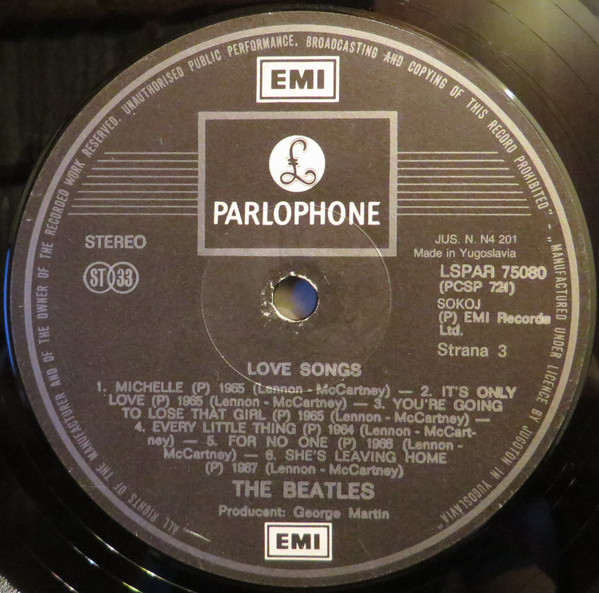 ALL RIGHTS OF THE MANUFACTURER AND OF THE OWNER OF THE RECORDED WORK RESERVED. UNAUTHORISED PUBLIC PERFORMANCE, BROADCASTING AND COPYING OF THIS RECORD PROHIBITED" - "MANUFACTURED UNDER LICENCE BY JUGOTON IN YUGOSLAVIA"
EMI
£
PARLOPHONE
STEREO
ST 33
JUS. N. N4 201
Made in Yugoslavia
LSPAR 75080
(PCSP 721)
SOKOJ
(P) EMI Records
Ltd.
Strana 3
LOVE SONGS
1. MICHELLE (P) 1965 (Lennon - McCartney) — 2. IT'S ONLY
LOVE (P) 1965 (Lennon - McCartney) — 3. YOU'RE GOING
TO LOSE THAT GIRL (P) 1965 (Lennon - McCartney) —
4. EVERY LITTLE THING (P) 1964 (Lennon - McCart-
ney) — 5. FOR NO ONE (P) 1966 (Lennon -
McCartney) — 6. SHE'S LEAVING HOME
(P) 1967 (Lennon - McCartney)
THE BEATLES
Producent: George Martin
EMI